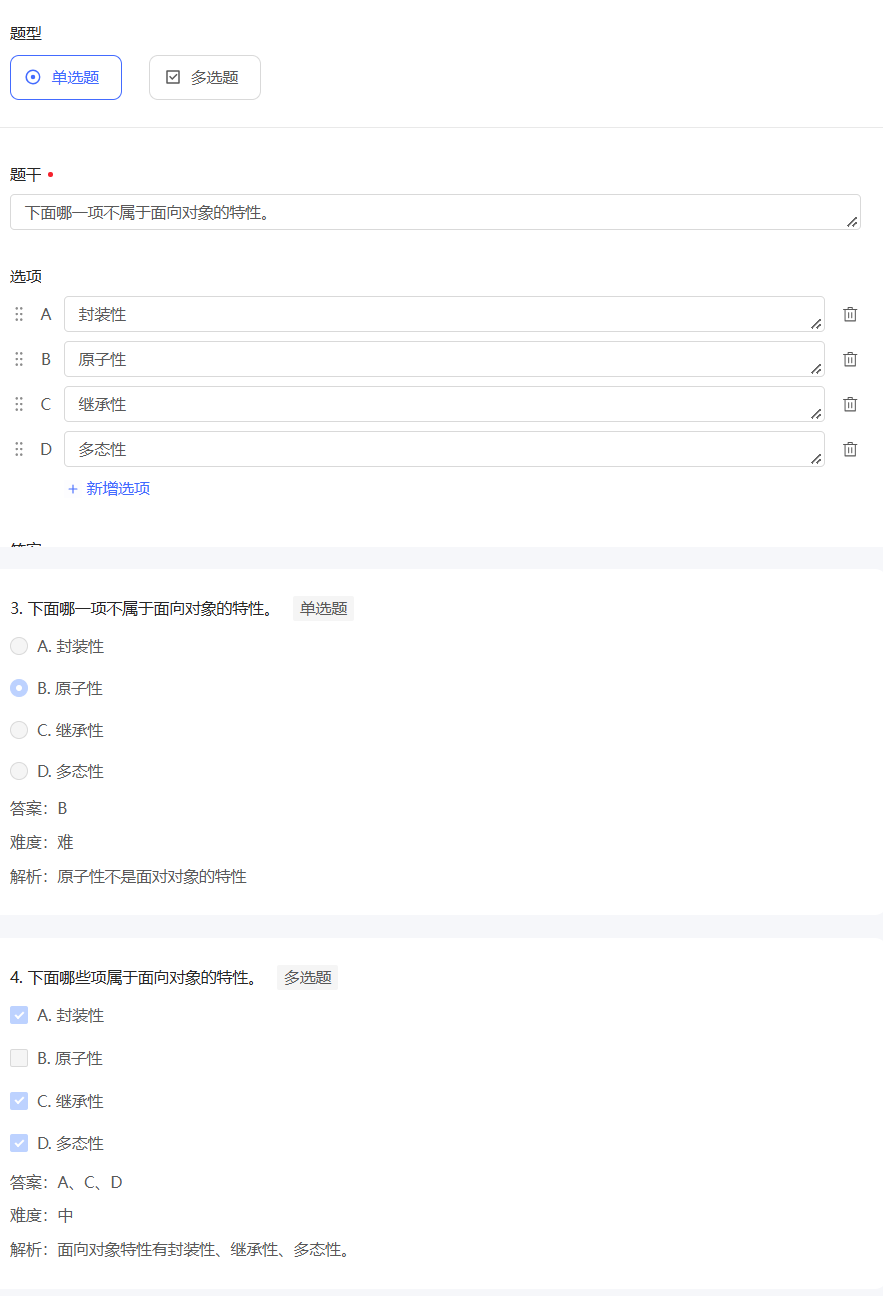 题型
单选题 多选题
题干
下面哪一项不属于面向对象的特性。
选项
A 封装性
B 原子性
C 继承性
D 多态性
+ 新增选项
3. 下面哪一项不属于面向对象的特性。 单选题
A. 封装性
B. 原子性
C. 继承性
D. 多态性
答案：B
难度：难
解析：原子性不是面对对象的特性
4. 下面哪些项属于面向对象的特性。 多选题
A. 封装性
B. 原子性
C. 继承性
D. 多态性
答案：A、C、D
难度：中
解析：面向对象特性有封装性、继承性、多态性。